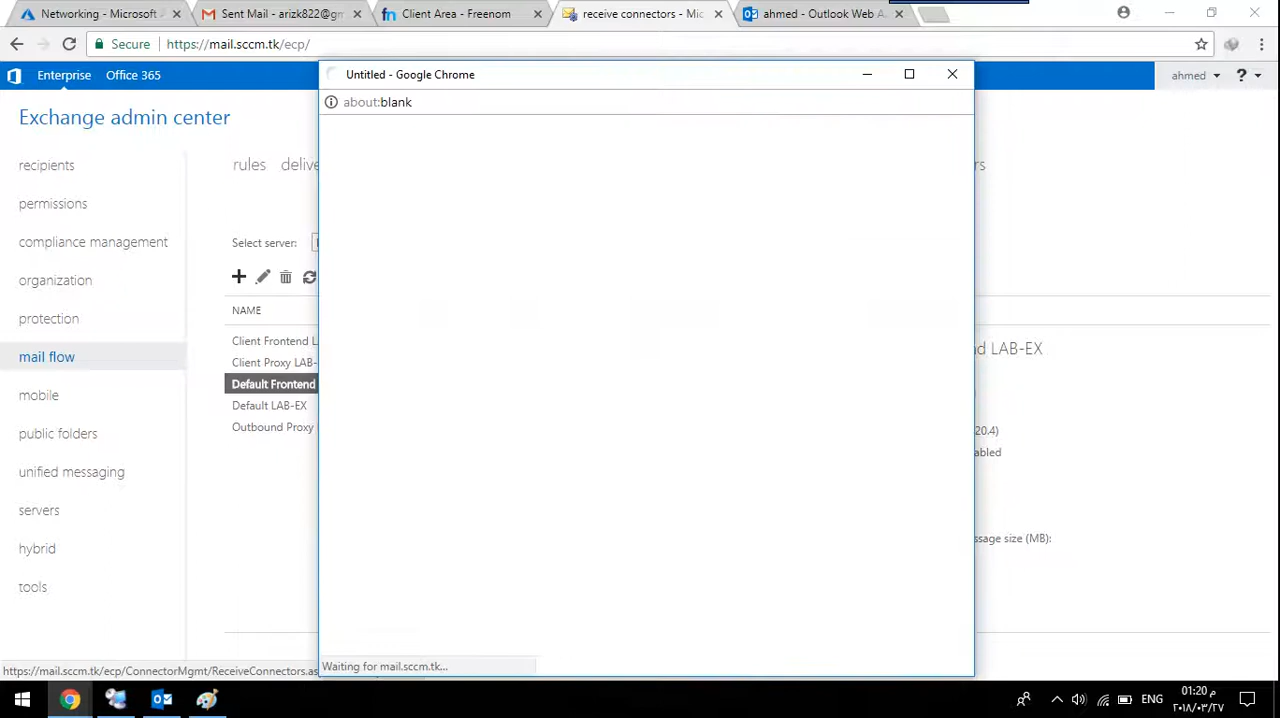 Networking - Microsoft
Sent Mail - arizk822@gm
Client Area - Freenom
receive connectors - Mic
ahmed - Outlook Web A
Secure
https://mail.sccm.tk/ecp/
Enterprise
Office 365
ahmed
?
Untitled - Google Chrome
about:blank
Exchange admin center
recipients
permissions
compliance management
organization
protection
mail flow
mobile
public folders
unified messaging
servers
hybrid
tools
rules
delive
rs
Select server:
NAME
Client Frontend L
Client Proxy LAB-
Default Frontend
Default LAB-EX
Outbound Proxy
nd LAB-EX
20.4)
abled
ssage size (MB):
Waiting for mail.sccm.tk...
https://mail.sccm.tk/ecp/ConnectorMgmt/ReceiveConnectors.as
ENG
م 01:20
٢٠١٨/٠٣/٢٧